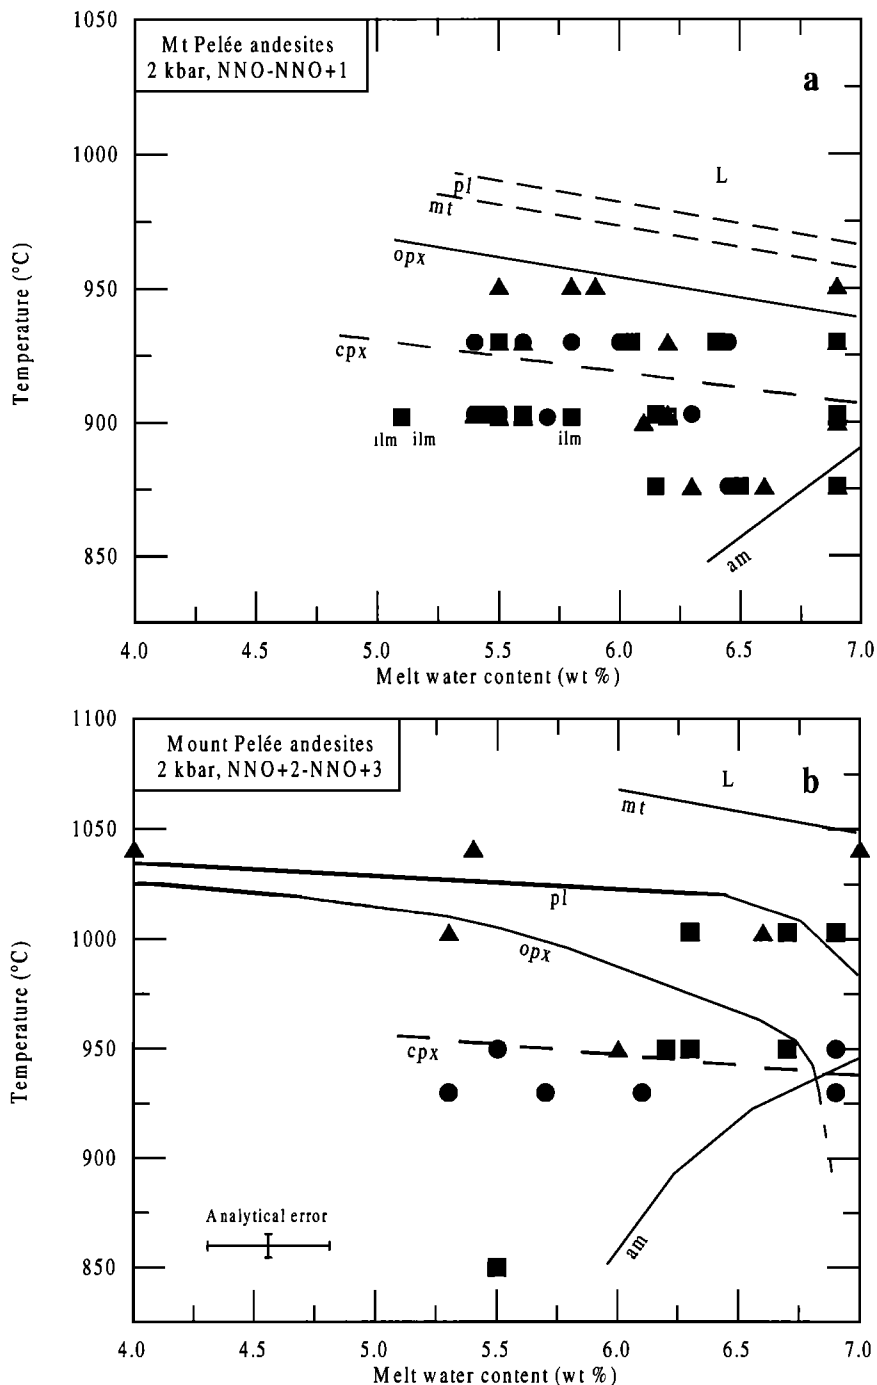 Mt Pelée andesites
2 kbar, NNO-NNO+1
a
L
pl
mt
opx
cpx
ilm
ilm
ilm
am
1050
1000
950
900
850
Temperature (°C)
4.0
4.5
5.0
5.5
6.0
6.5
7.0
Melt water content (wt %)
Mount Pelée andesites
2 kbar, NNO+2-NNO+3
b
L
mt
pl
opx
cpx
am
Analytical error
1100
1050
1000
950
900
850
Temperature (°C)
4.0
4.5
5.0
5.5
6.0
6.5
7.0
Melt water content (wt %)